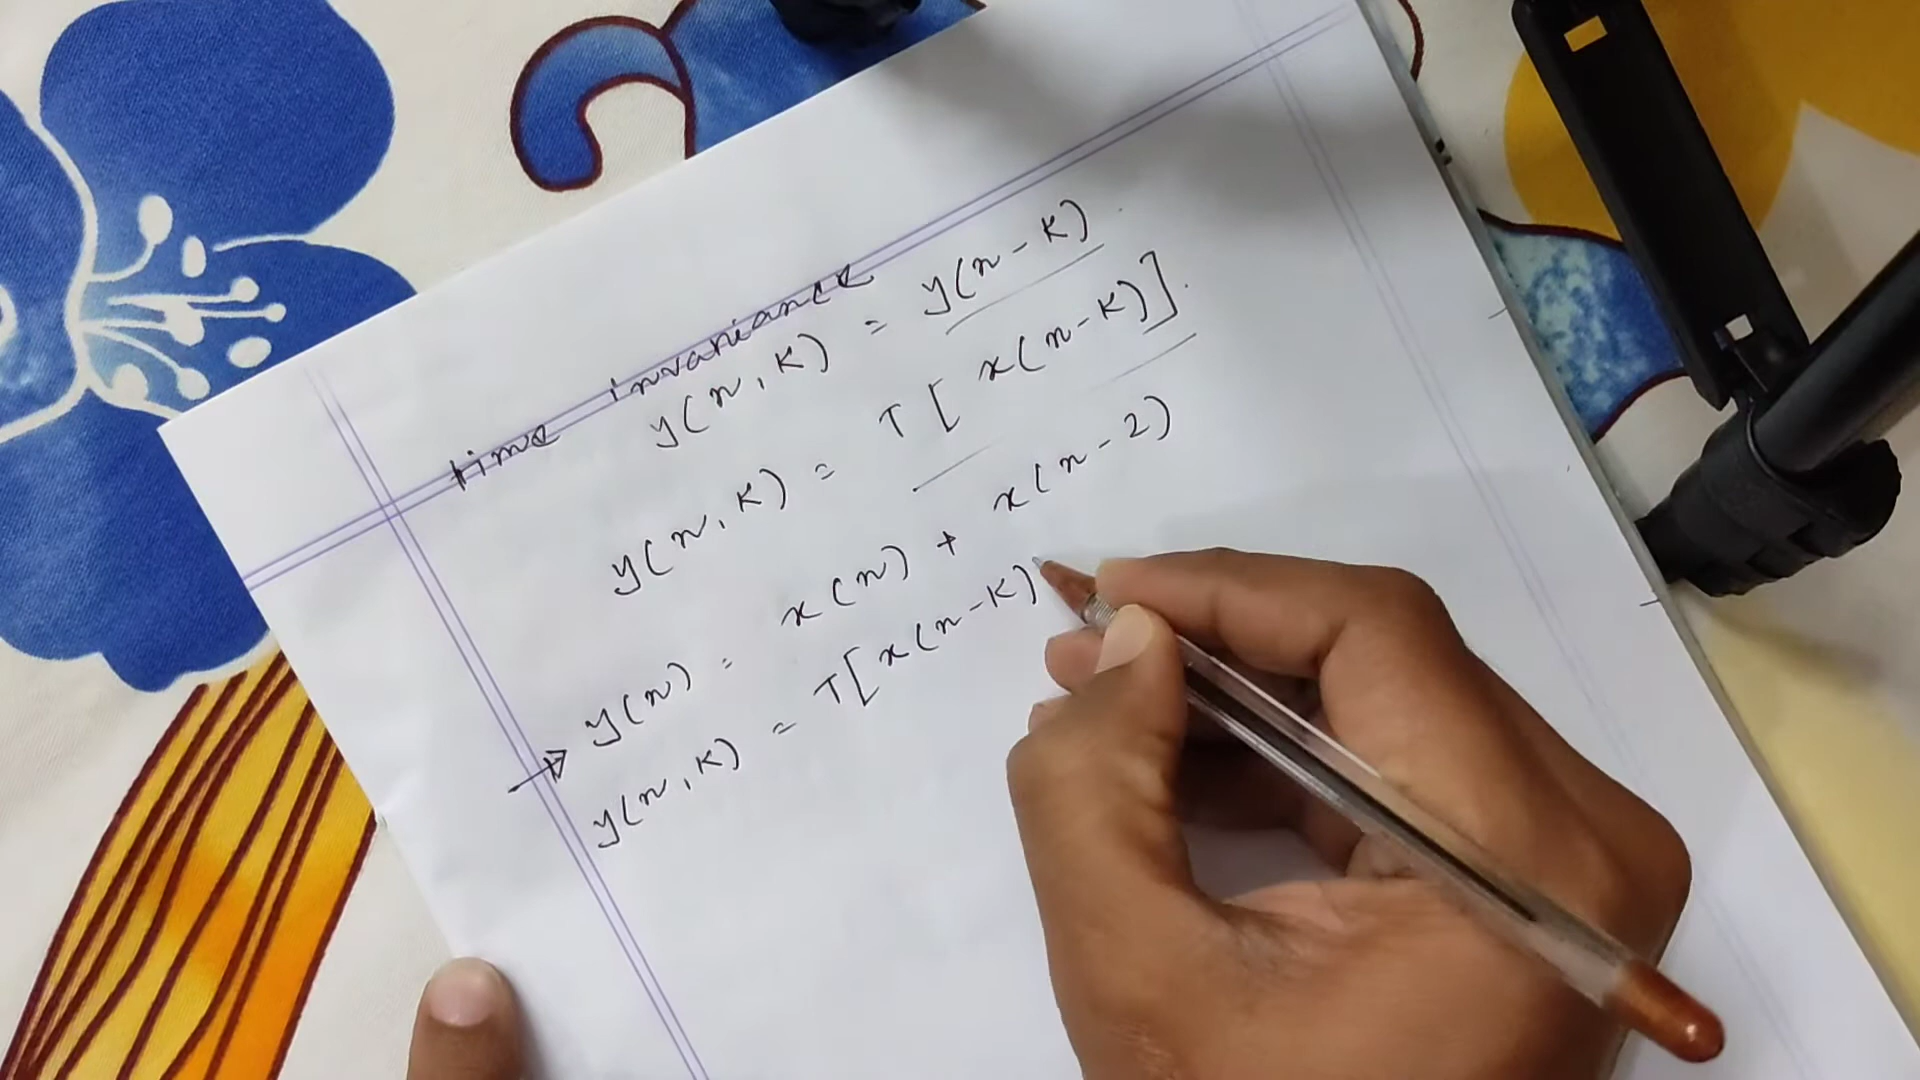 time invariance
y(n,k) = y(n-k)
y(n,k) = T[x(n-k)].
y(n) = x(n) + x(n-2)
y(n,k) = T[x(n-k)